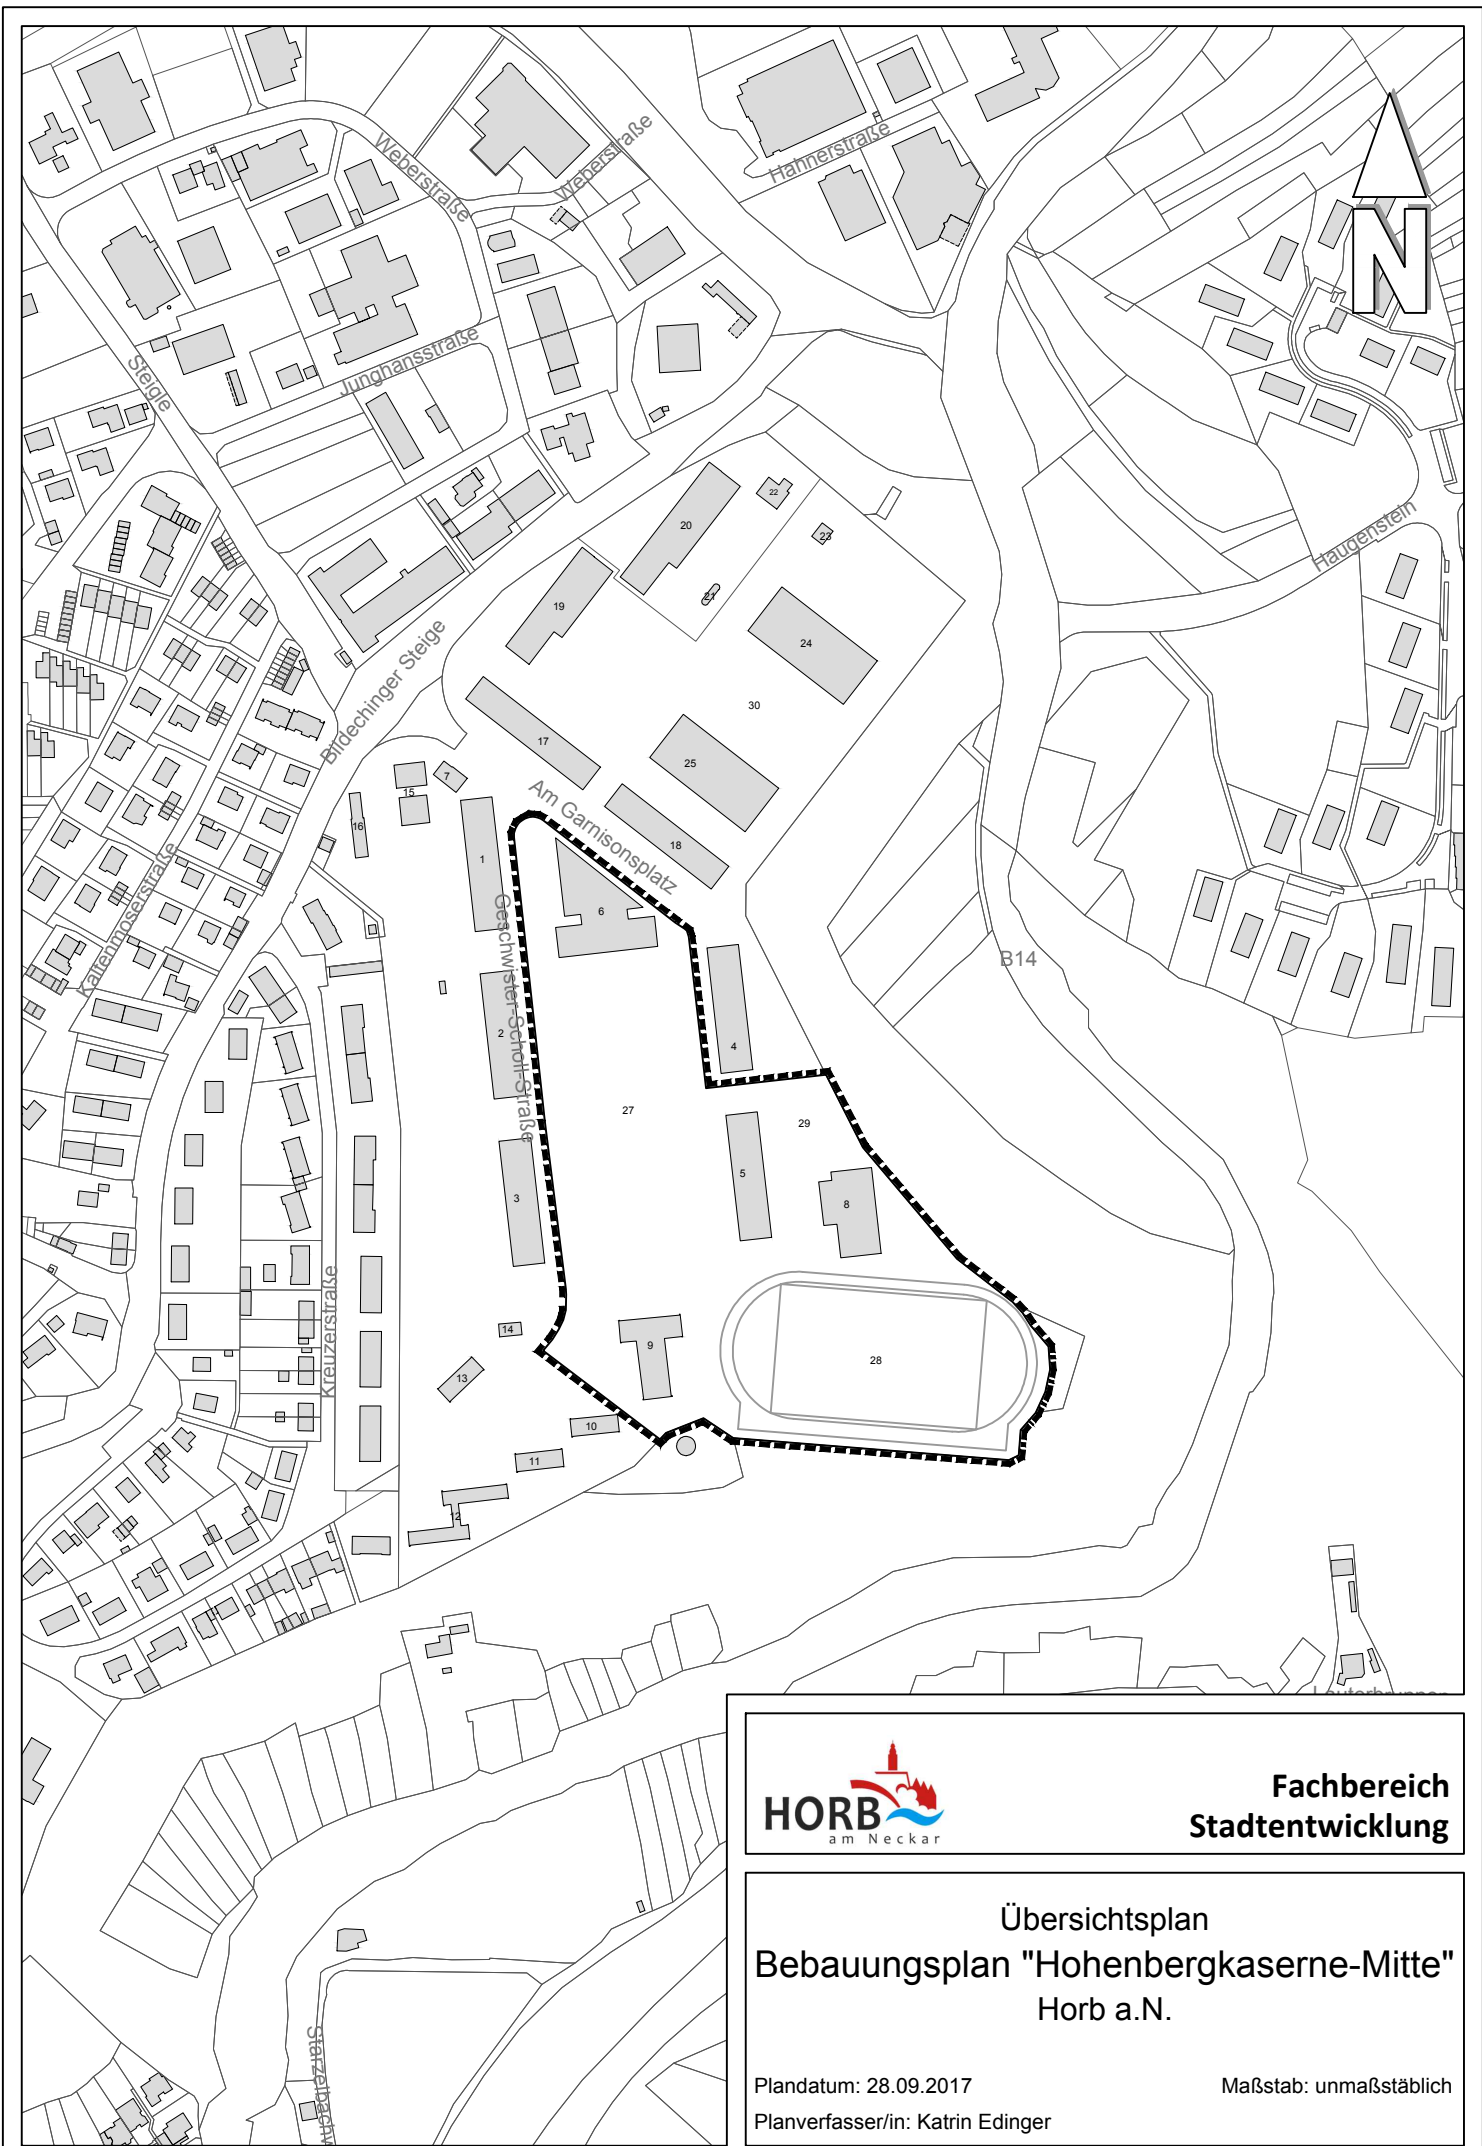 Weberstraße
Weberstraße
Hahnerstraße
N
Junghansstraße
Steigle
Haugenstein
22
20
23
21
19
24
Bildechinger Steige
30
17
25
7
15
Am Garnisonsplatz
16
18
1
Kaltenmoserstraße
6
Geschwister-Scholl-Straße
B14
2
4
27
29
5
3
8
Kreuzerstraße
14
9
28
13
10
11
12
HORB
am Neckar
Fachbereich
Stadtentwicklung
Übersichtsplan
Bebauungsplan "Hohenbergkaserne-Mitte"
Horb a.N.
Plandatum: 28.09.2017
Maßstab: unmaßstäblich
Planverfasser/in: Katrin Edinger